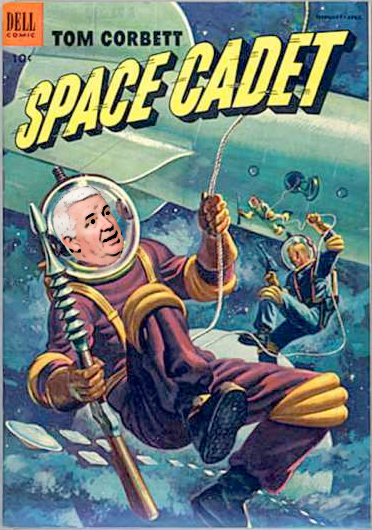 DELL
COMIC
10¢
TOM CORBETT
SPACE CADET